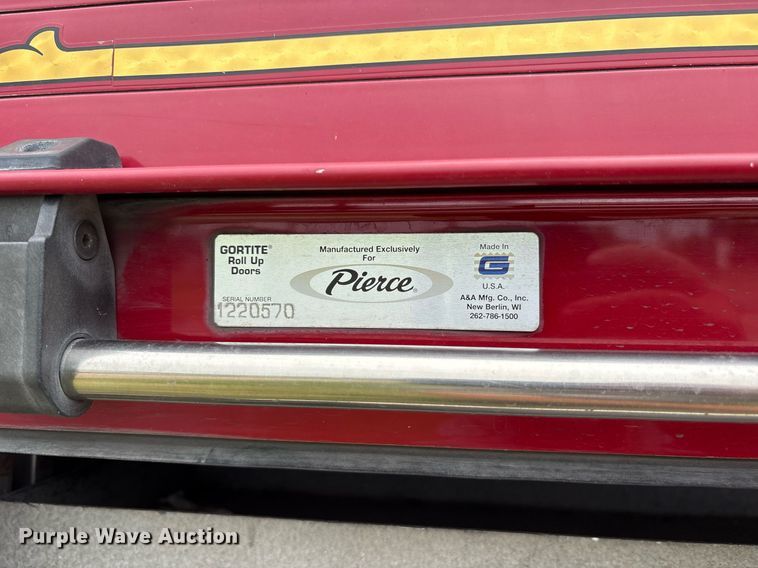 GORTITE®
Roll Up
Doors
SERIAL NUMBER
1220570
Manufactured Exclusively
For
Pierce®
Made In
G
U.S.A.
A&A Mfg. Co., Inc.
New Berlin, WI
262-786-1500
Purple Wave Auction